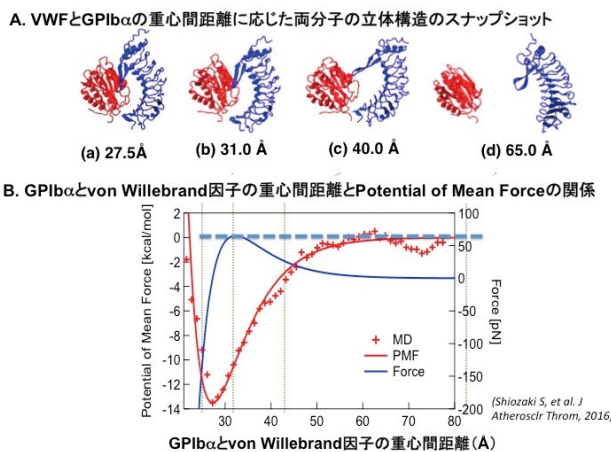 A. VWFとGPIbαの重心間距離に応じた両分子の立体構造のスナップショット
(a) 27.5Å
(b) 31.0 Å
(c) 40.0 Å
(d) 65.0 Å
B. GPIbαとvon Willebrand因子の重心間距離とPotential of Mean Forceの関係
Potential of Mean Force [kcal/mol]
2
0
-2
-4
-6
-8
-10
-12
-14
30
40
50
60
70
80
100
50
0
-50
-100
-150
-200
Force [pN]
MD
PMF
Force
GPIbαとvon Willebrand因子の重心間距離(Å)
(Shiozaki S, et al. J
Atherosclr Throm, 2016,